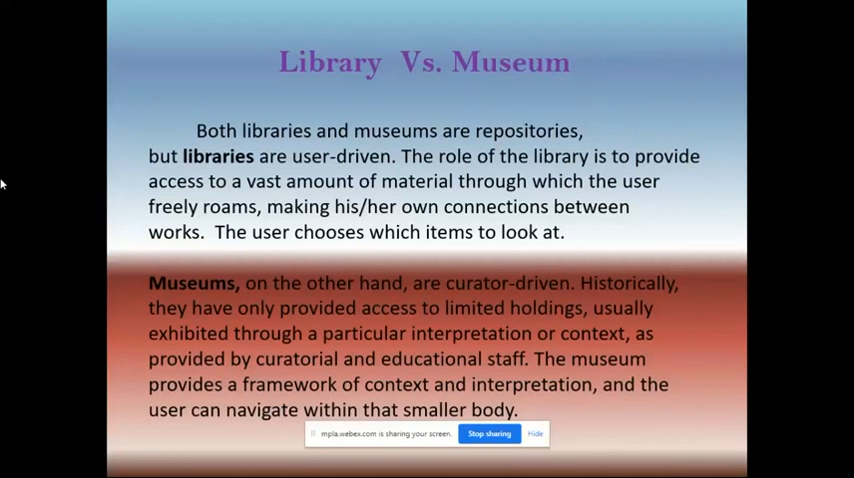 Library Vs. Museum
Both libraries and museums are repositories,
but libraries are user-driven. The role of the library is to provide
access to a vast amount of material through which the user
freely roams, making his/her own connections between
works. The user chooses which items to look at.
Museums, on the other hand, are curator-driven. Historically,
they have only provided access to limited holdings, usually
exhibited through a particular interpretation or context, as
provided by curatorial and educational staff. The museum
provides a framework of context and interpretation, and the
user can navigate within that smaller body.
mpla.webex.com is sharing your screen. Stop sharing Hide